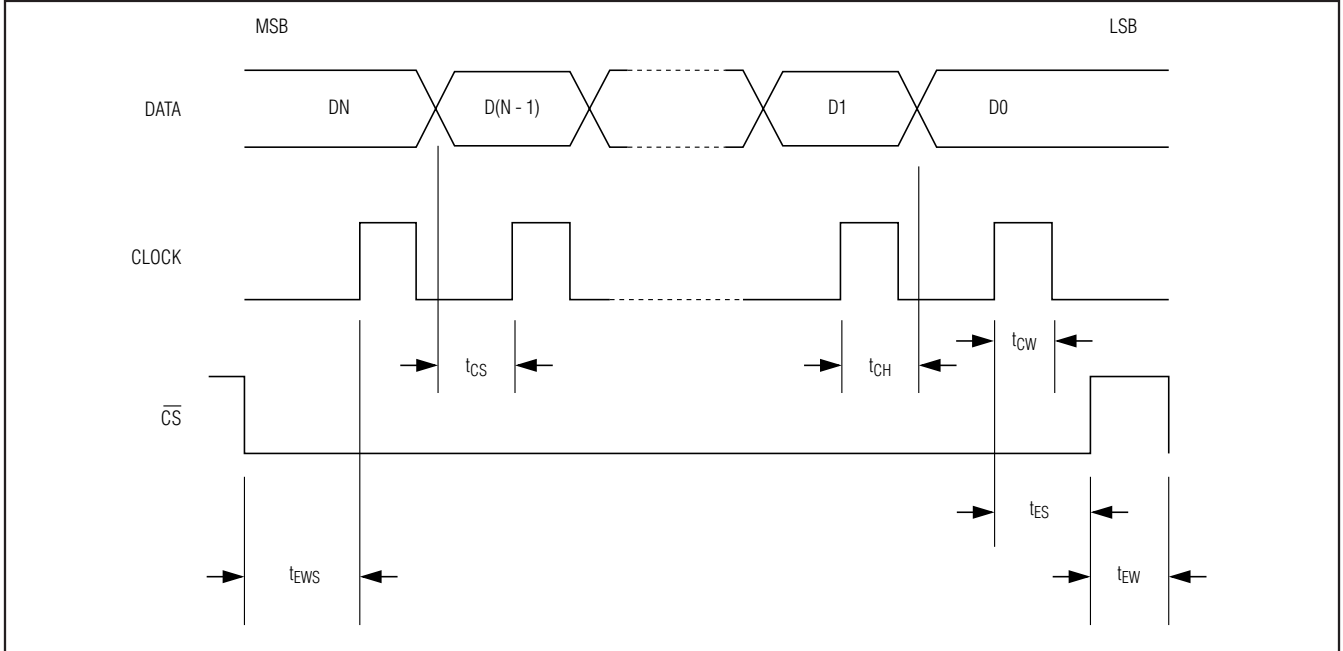 MSB LSB
DATA DN D(N - 1) D1 D0
CLOCK
tCS tCH tCW
CS
tES
tEWS tEW